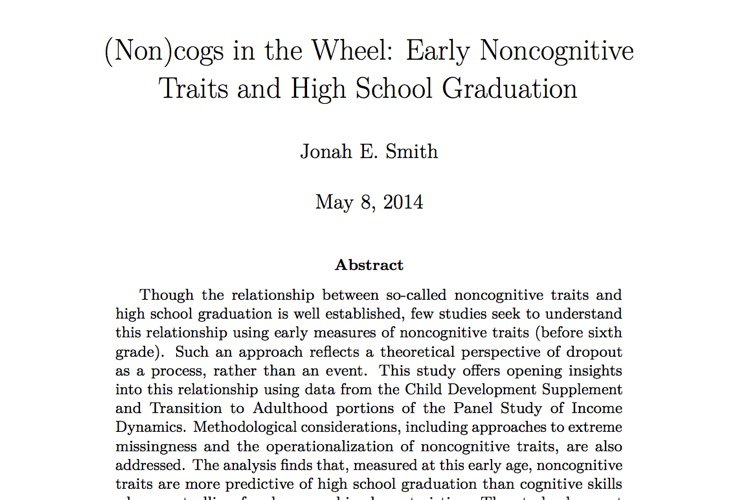 (Non)cogs in the Wheel: Early Noncognitive
Traits and High School Graduation
Jonah E. Smith
May 8, 2014
Abstract
Though the relationship between so-called noncognitive traits and
high school graduation is well established, few studies seek to understand
this relationship using early measures of noncognitive traits (before sixth
grade). Such an approach reflects a theoretical perspective of dropout
as a process, rather than an event. This study offers opening insights
into this relationship using data from the Child Development Supplement
and Transition to Adulthood portions of the Panel Study of Income
Dynamics. Methodological considerations, including approaches to extreme
missingness and the operationalization of noncognitive traits, are also
addressed. The analysis finds that, measured at this early age, noncognitive
traits are more predictive of high school graduation than cognitive skills